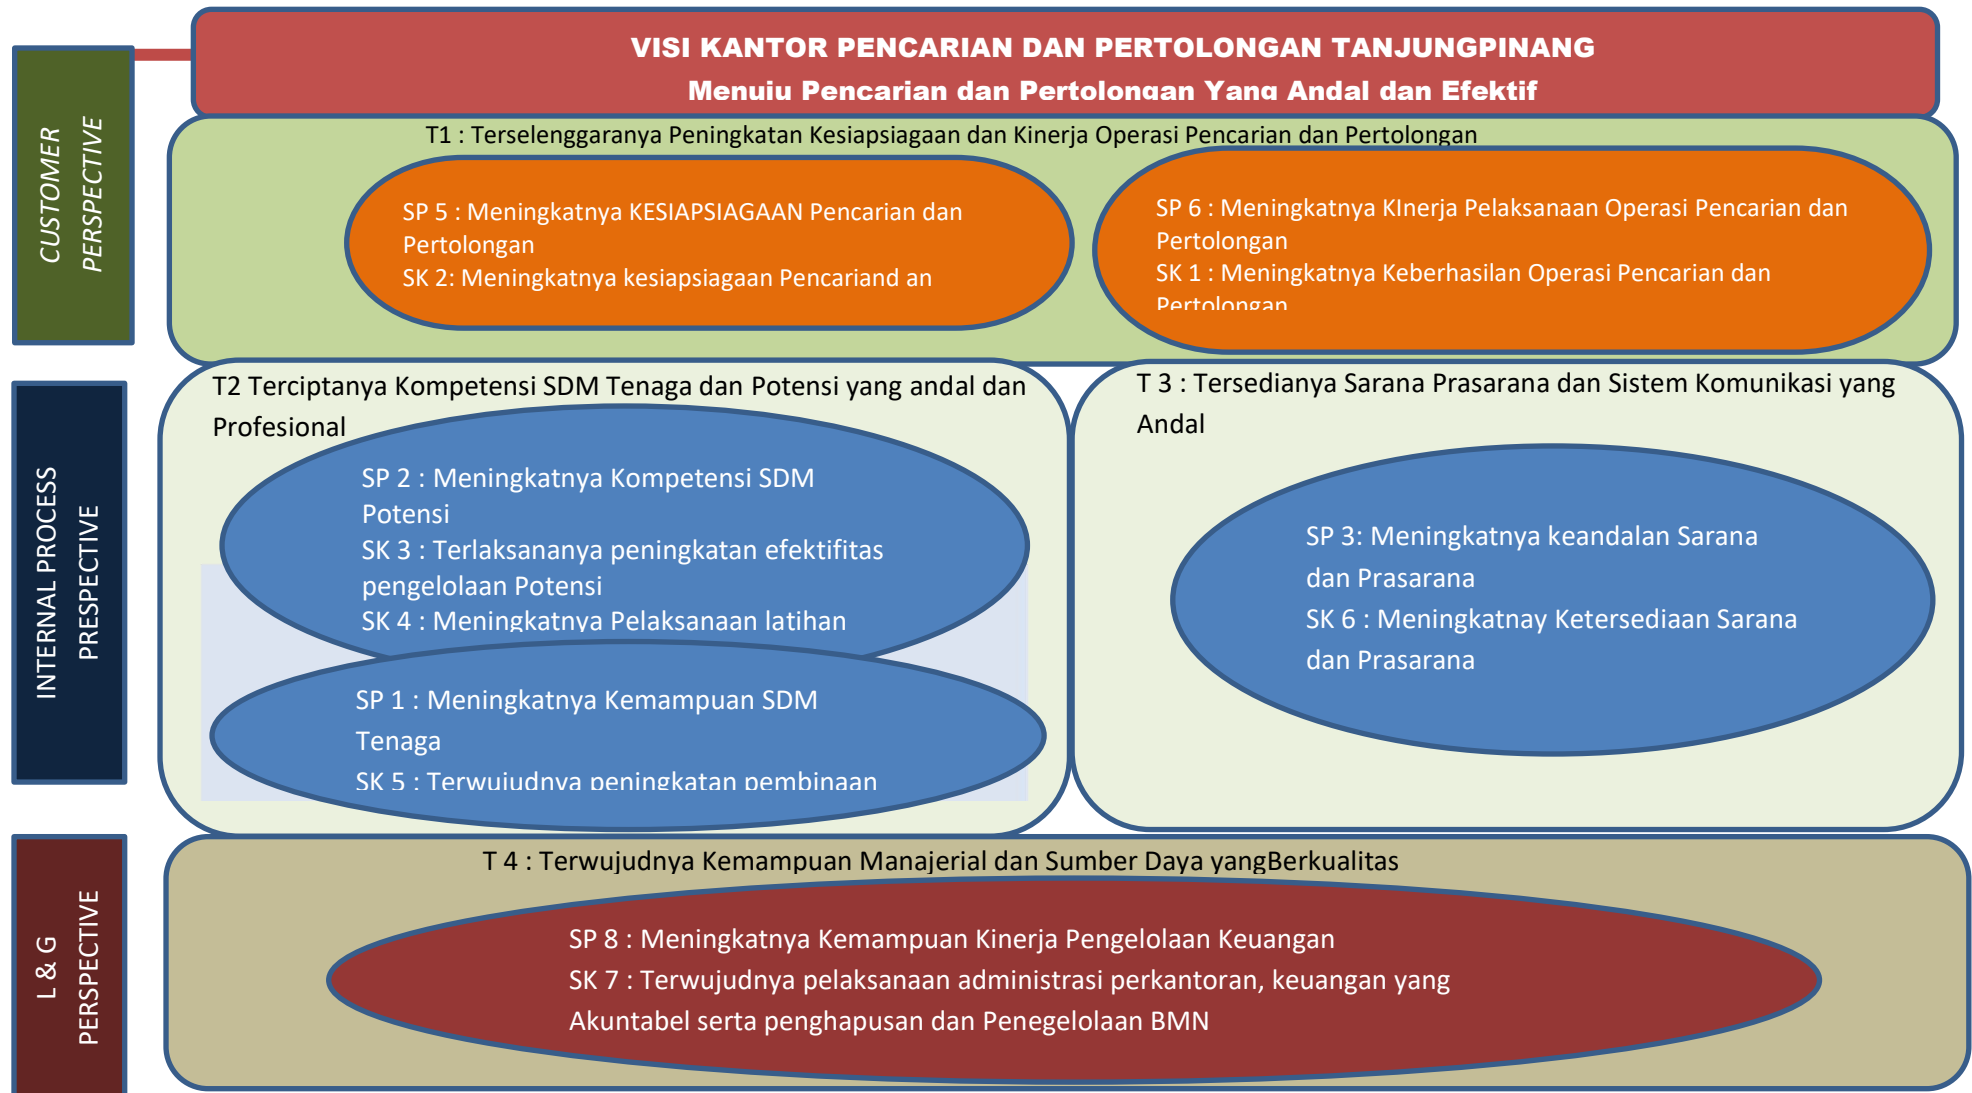 VISI KANTOR PENCARIAN DAN PERTOLONGAN TANJUNGPINANG
Menuju Pencarian dan Pertolongan Yang Andal dan Efektif
CUSTOMER
PERSPECTIVE
T1 : Terselenggaranya Peningkatan Kesiapsiagaan dan Kinerja Operasi Pencarian dan Pertolongan
SP 5 : Meningkatnya KESIAPSIAGAAN Pencarian dan
Pertolongan
SK 2: Meningkatnya kesiapsiagaan Pencariand an
SP 6 : Meningkatnya KInerja Pelaksanaan Operasi Pencarian dan
Pertolongan
SK 1 : Meningkatnya Keberhasilan Operasi Pencarian dan
Pertolongan
INTERNAL PROCESS
PRESPECTIVE
T2 Terciptanya Kompetensi SDM Tenaga dan Potensi yang andal dan
Profesional
SP 2 : Meningkatnya Kompetensi SDM
Potensi
SK 3 : Terlaksananya peningkatan efektifitas
pengelolaan Potensi
SK 4 : Meningkatnya Pelaksanaan latihan
SP 1 : Meningkatnya Kemampuan SDM
Tenaga
SK 5 : Terwujudnya peningkatan pembinaan
T 3 : Tersedianya Sarana Prasarana dan Sistem Komunikasi yang
Andal
SP 3: Meningkatnya keandalan Sarana
dan Prasarana
SK 6 : Meningkatnay Ketersediaan Sarana
dan Prasarana
L & G
PERSPECTIVE
T 4 : Terwujudnya Kemampuan Manajerial dan Sumber Daya yangBerkualitas
SP 8 : Meningkatnya Kemampuan Kinerja Pengelolaan Keuangan
SK 7 : Terwujudnya pelaksanaan administrasi perkantoran, keuangan yang
Akuntabel serta penghapusan dan Penegelolaan BMN